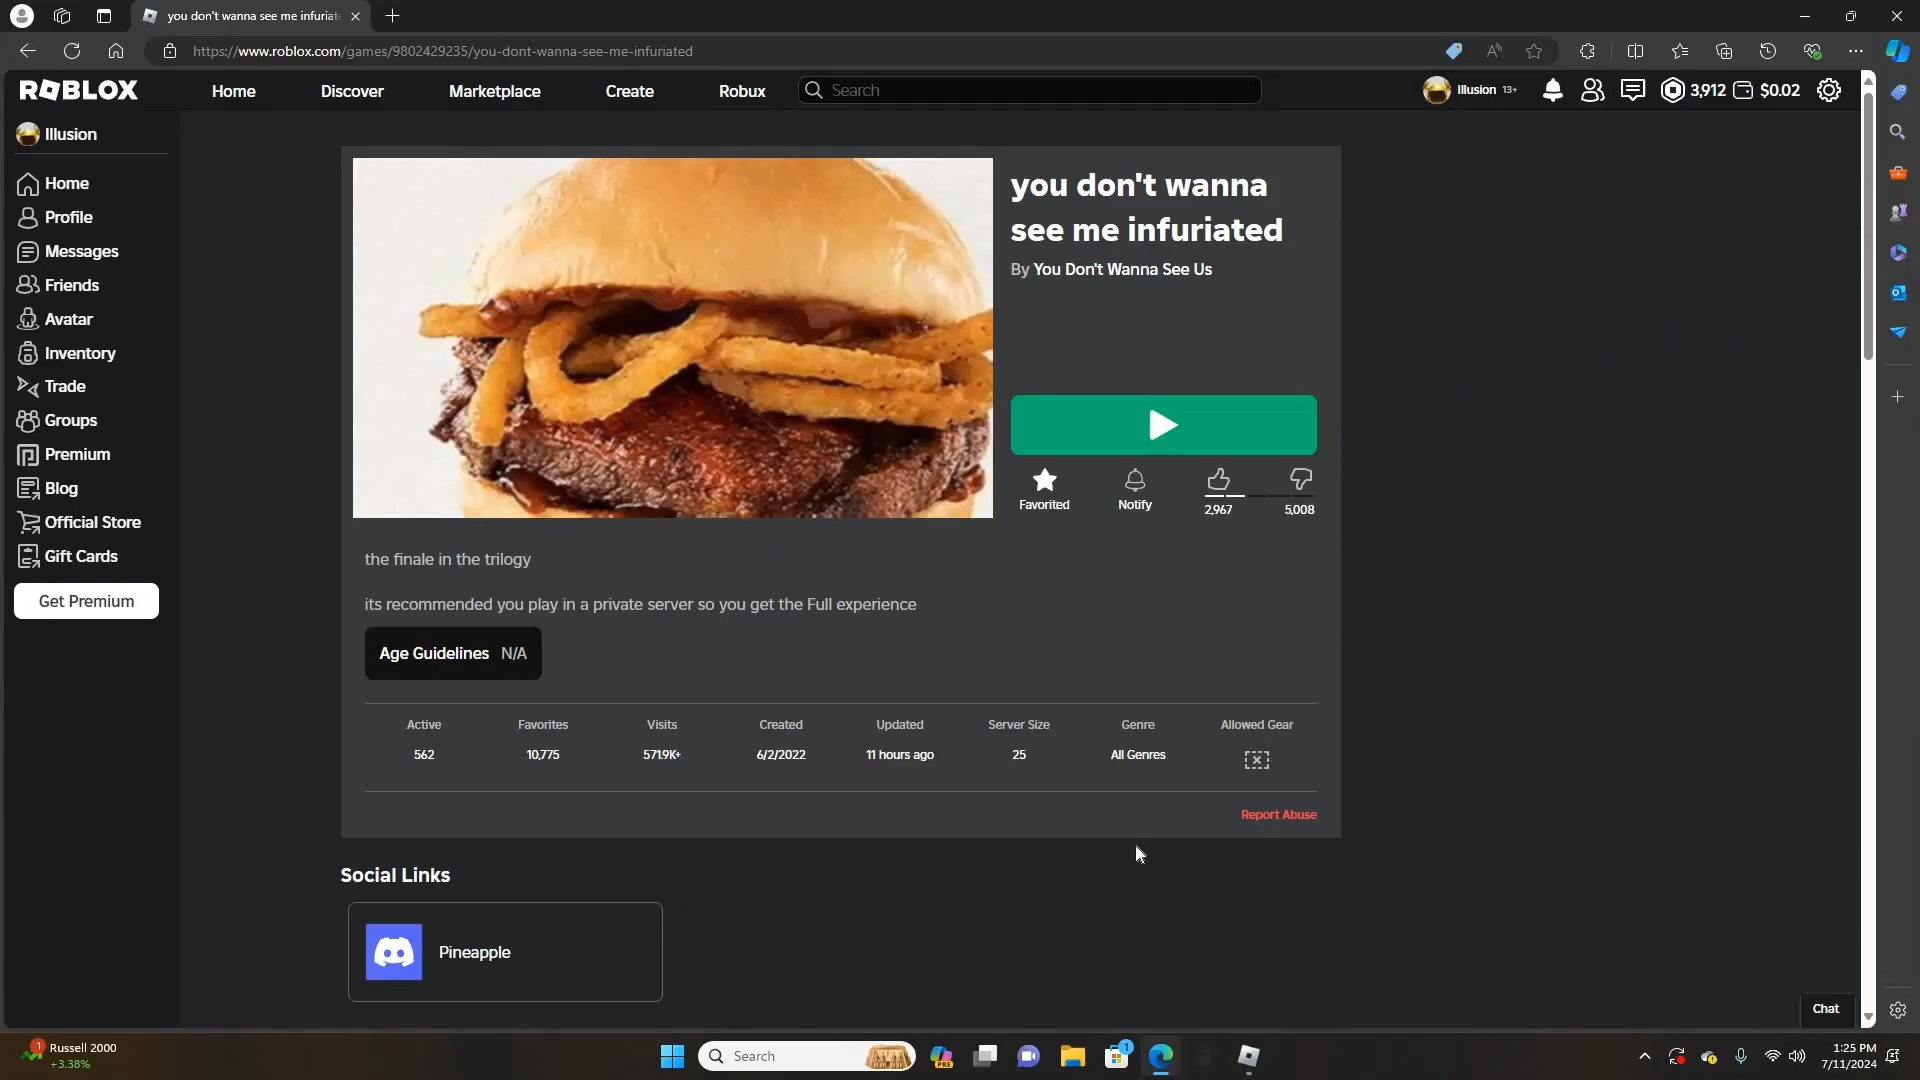 you don't wanna see me infuriate
https://www.roblox.com/games/9802429235/you-dont-wanna-see-me-infuriated
ROBLOX
Home
Discover
Marketplace
Create
Robux
Search
Illusion 13+
3,912
$0.02
Illusion
Home
Profile
Messages
Friends
Avatar
Inventory
Trade
Groups
Premium
Blog
Official Store
Gift Cards
Get Premium
you don't wanna
see me infuriated
By You Don't Wanna See Us
Favorited
Notify
2,967
5,008
the finale in the trilogy
its recommended you play in a private server so you get the Full experience
Age Guidelines N/A
Active
Favorites
Visits
Created
Updated
Server Size
Genre
Allowed Gear
562
10,775
571.9K+
6/2/2022
11 hours ago
25
All Genres
Report Abuse
Social Links
Pineapple
Chat
1
Russell 2000
+3.38%
Search
PRE
1
1:25 PM
7/11/2024